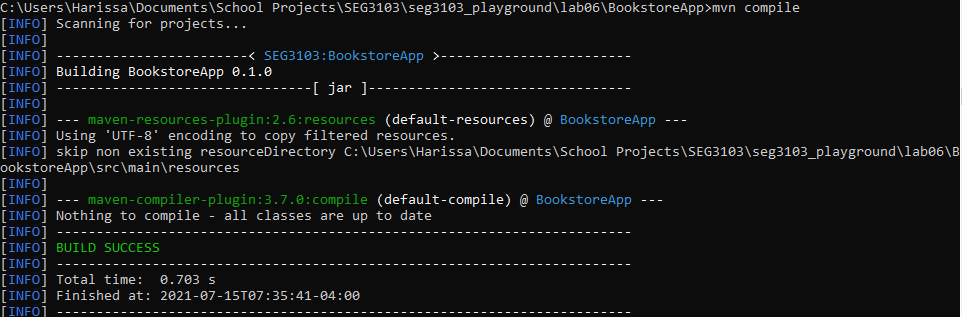 C:\Users\Harissa\Documents\School Projects\SEG3103\seg3103_playground\lab06\BookstoreApp>mvn compile
[INFO] Scanning for projects...
[INFO]
[INFO] ------------------------< SEG3103:BookstoreApp >------------------------
[INFO] Building BookstoreApp 0.1.0
[INFO] --------------------------------[ jar ]---------------------------------
[INFO]
[INFO] --- maven-resources-plugin:2.6:resources (default-resources) @ BookstoreApp ---
[INFO] Using 'UTF-8' encoding to copy filtered resources.
[INFO] skip non existing resourceDirectory C:\Users\Harissa\Documents\School Projects\SEG3103\seg3103_playground\lab06\B
ookstoreApp\src\main\resources
[INFO]
[INFO] --- maven-compiler-plugin:3.7.0:compile (default-compile) @ BookstoreApp ---
[INFO] Nothing to compile - all classes are up to date
[INFO] ------------------------------------------------------------------------
[INFO] BUILD SUCCESS
[INFO] ------------------------------------------------------------------------
[INFO] Total time:  0.703 s
[INFO] Finished at: 2021-07-15T07:35:41-04:00
[INFO] ------------------------------------------------------------------------